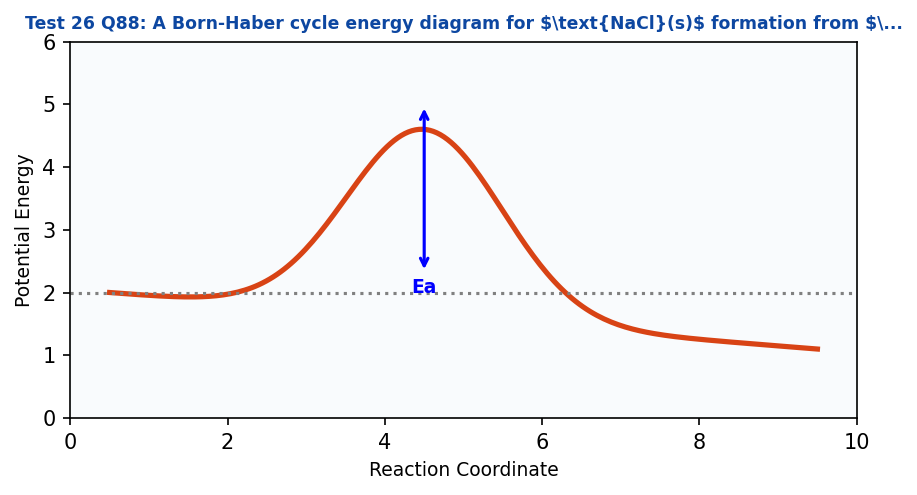 Test 26 Q88: A Born-Haber cycle energy diagram for $\text{NaCl}(s)$ formation from $\...
6
5
4
3
2
1
0
Potential Energy
Ea
0 2 4 6 8 10
Reaction Coordinate